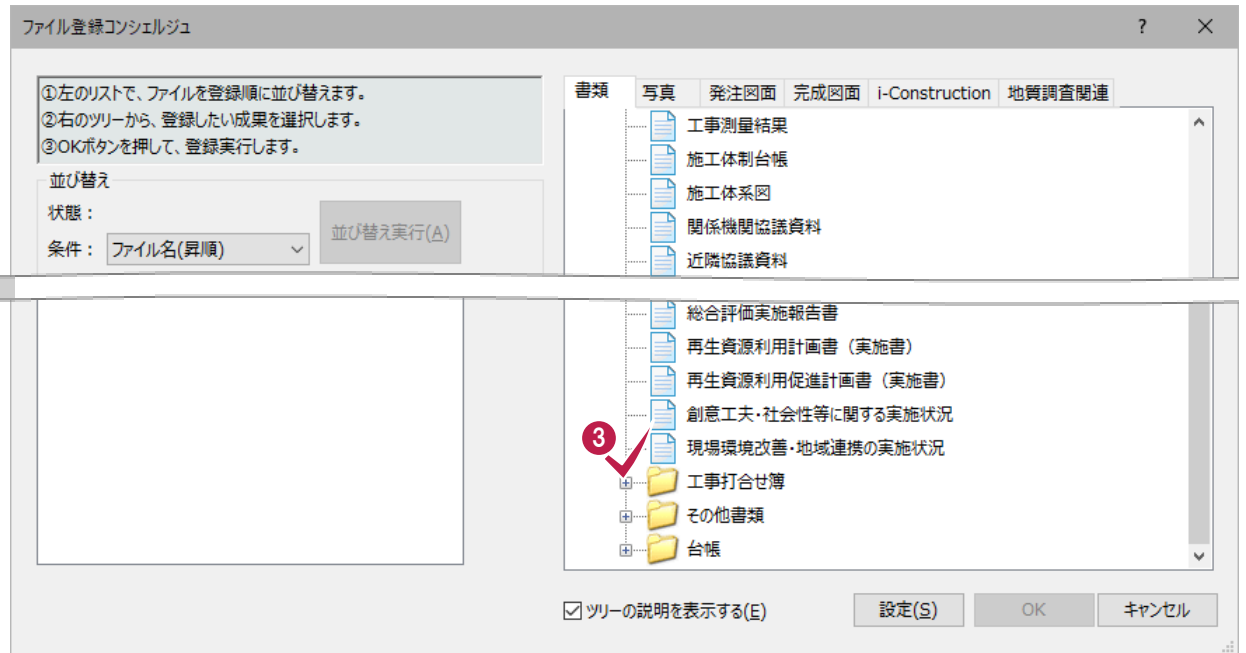 ファイル登録コンシェルジュ
?
①左のリストで、ファイルを登録順に並び替えます。
②右のツリーから、登録したい成果を選択します。
③OKボタンを押して、登録実行します。
並び替え
状態：
条件： ファイル名(昇順)
並び替え実行(A)
書類 写真 発注図面 完成図面 i-Construction 地質調査関連
工事測量結果
施工体制台帳
施工体系図
関係機関協議資料
近隣協議資料
総合評価実施報告書
再生資源利用計画書（実施書）
再生資源利用促進計画書（実施書）
創意工夫・社会性等に関する実施状況
3
現場環境改善・地域連携の実施状況
工事打合せ簿
その他書類
台帳
ツリーの説明を表示する(E)
設定(S)
OK
キャンセル